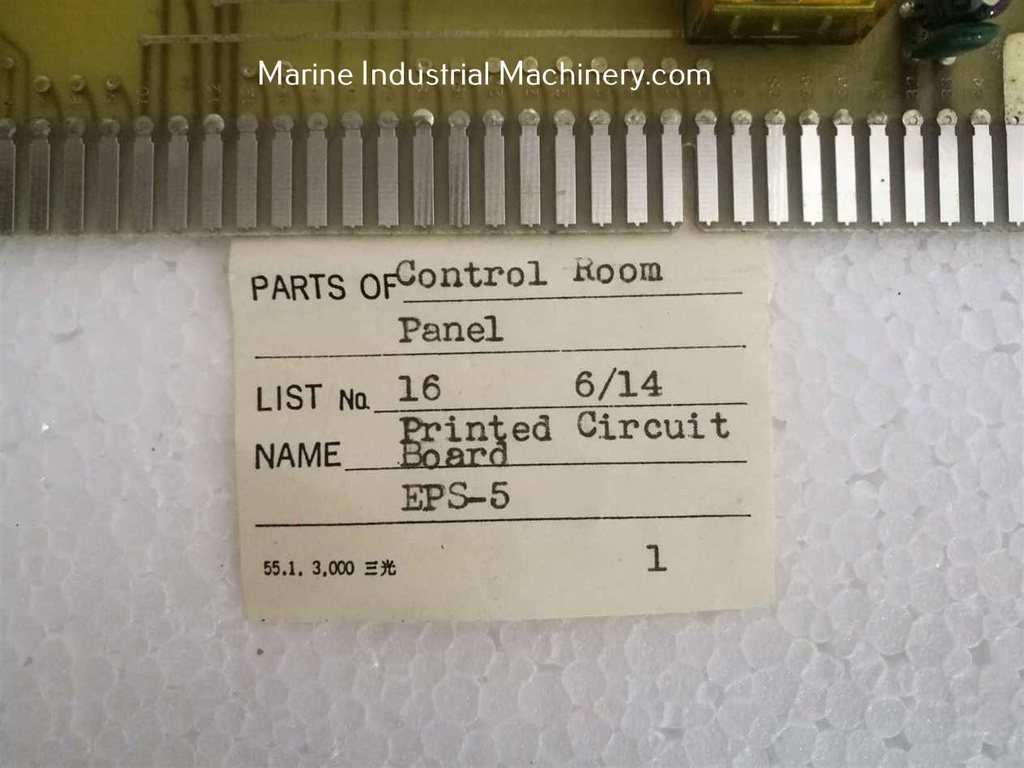 Marine Industrial Machinery.com
PARTS OF Control Room
Panel
LIST No. 16 6/14
NAME Printed Circuit
Board
EPS-5
55.1. 3,000 三光 1